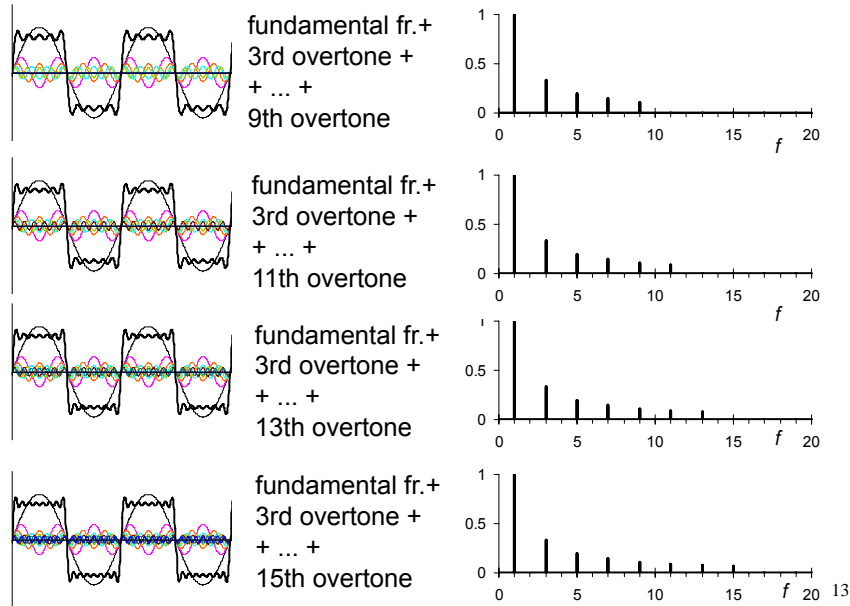 fundamental fr.+
3rd overtone +
+ ... +
9th overtone
1
0.5
0
0 5 10 15 20
f
fundamental fr.+
3rd overtone +
+ ... +
11th overtone
1
0.5
0
0 5 10 15 20
f
fundamental fr.+
3rd overtone +
+ ... +
13th overtone
1
0.5
0
0 5 10 15 20
f
fundamental fr.+
3rd overtone +
+ ... +
15th overtone
1
0.5
0
0 5 10 15 20
f
13